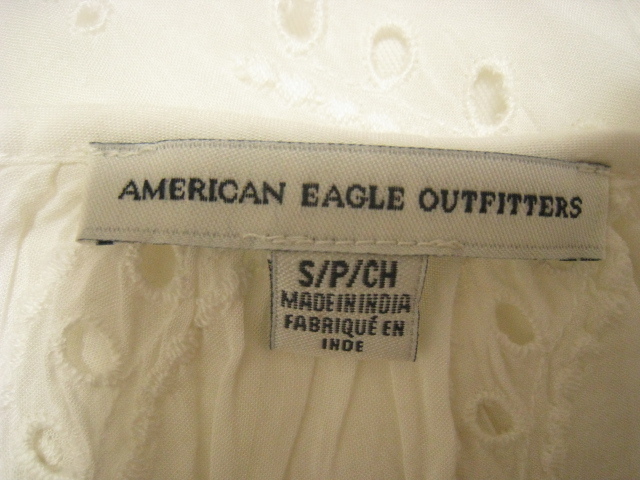 AMERICAN EAGLE OUTFITTERS
S/P/CH
MADE IN INDIA
FABRIQUÉ EN
INDE